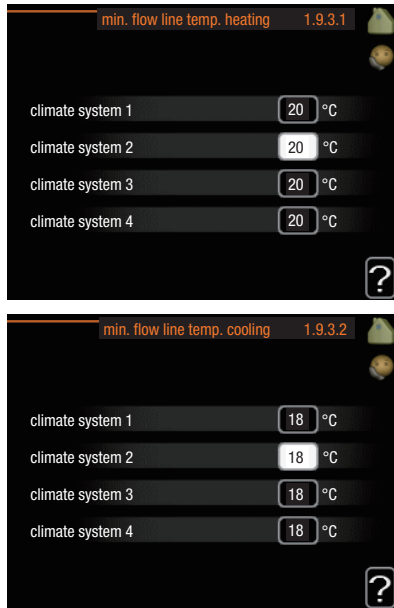 min. flow line temp. heating 1.9.3.1
climate system 1 20 °C
climate system 2 20 °C
climate system 3 20 °C
climate system 4 20 °C
?
min. flow line temp. cooling 1.9.3.2
climate system 1 18 °C
climate system 2 18 °C
climate system 3 18 °C
climate system 4 18 °C
?